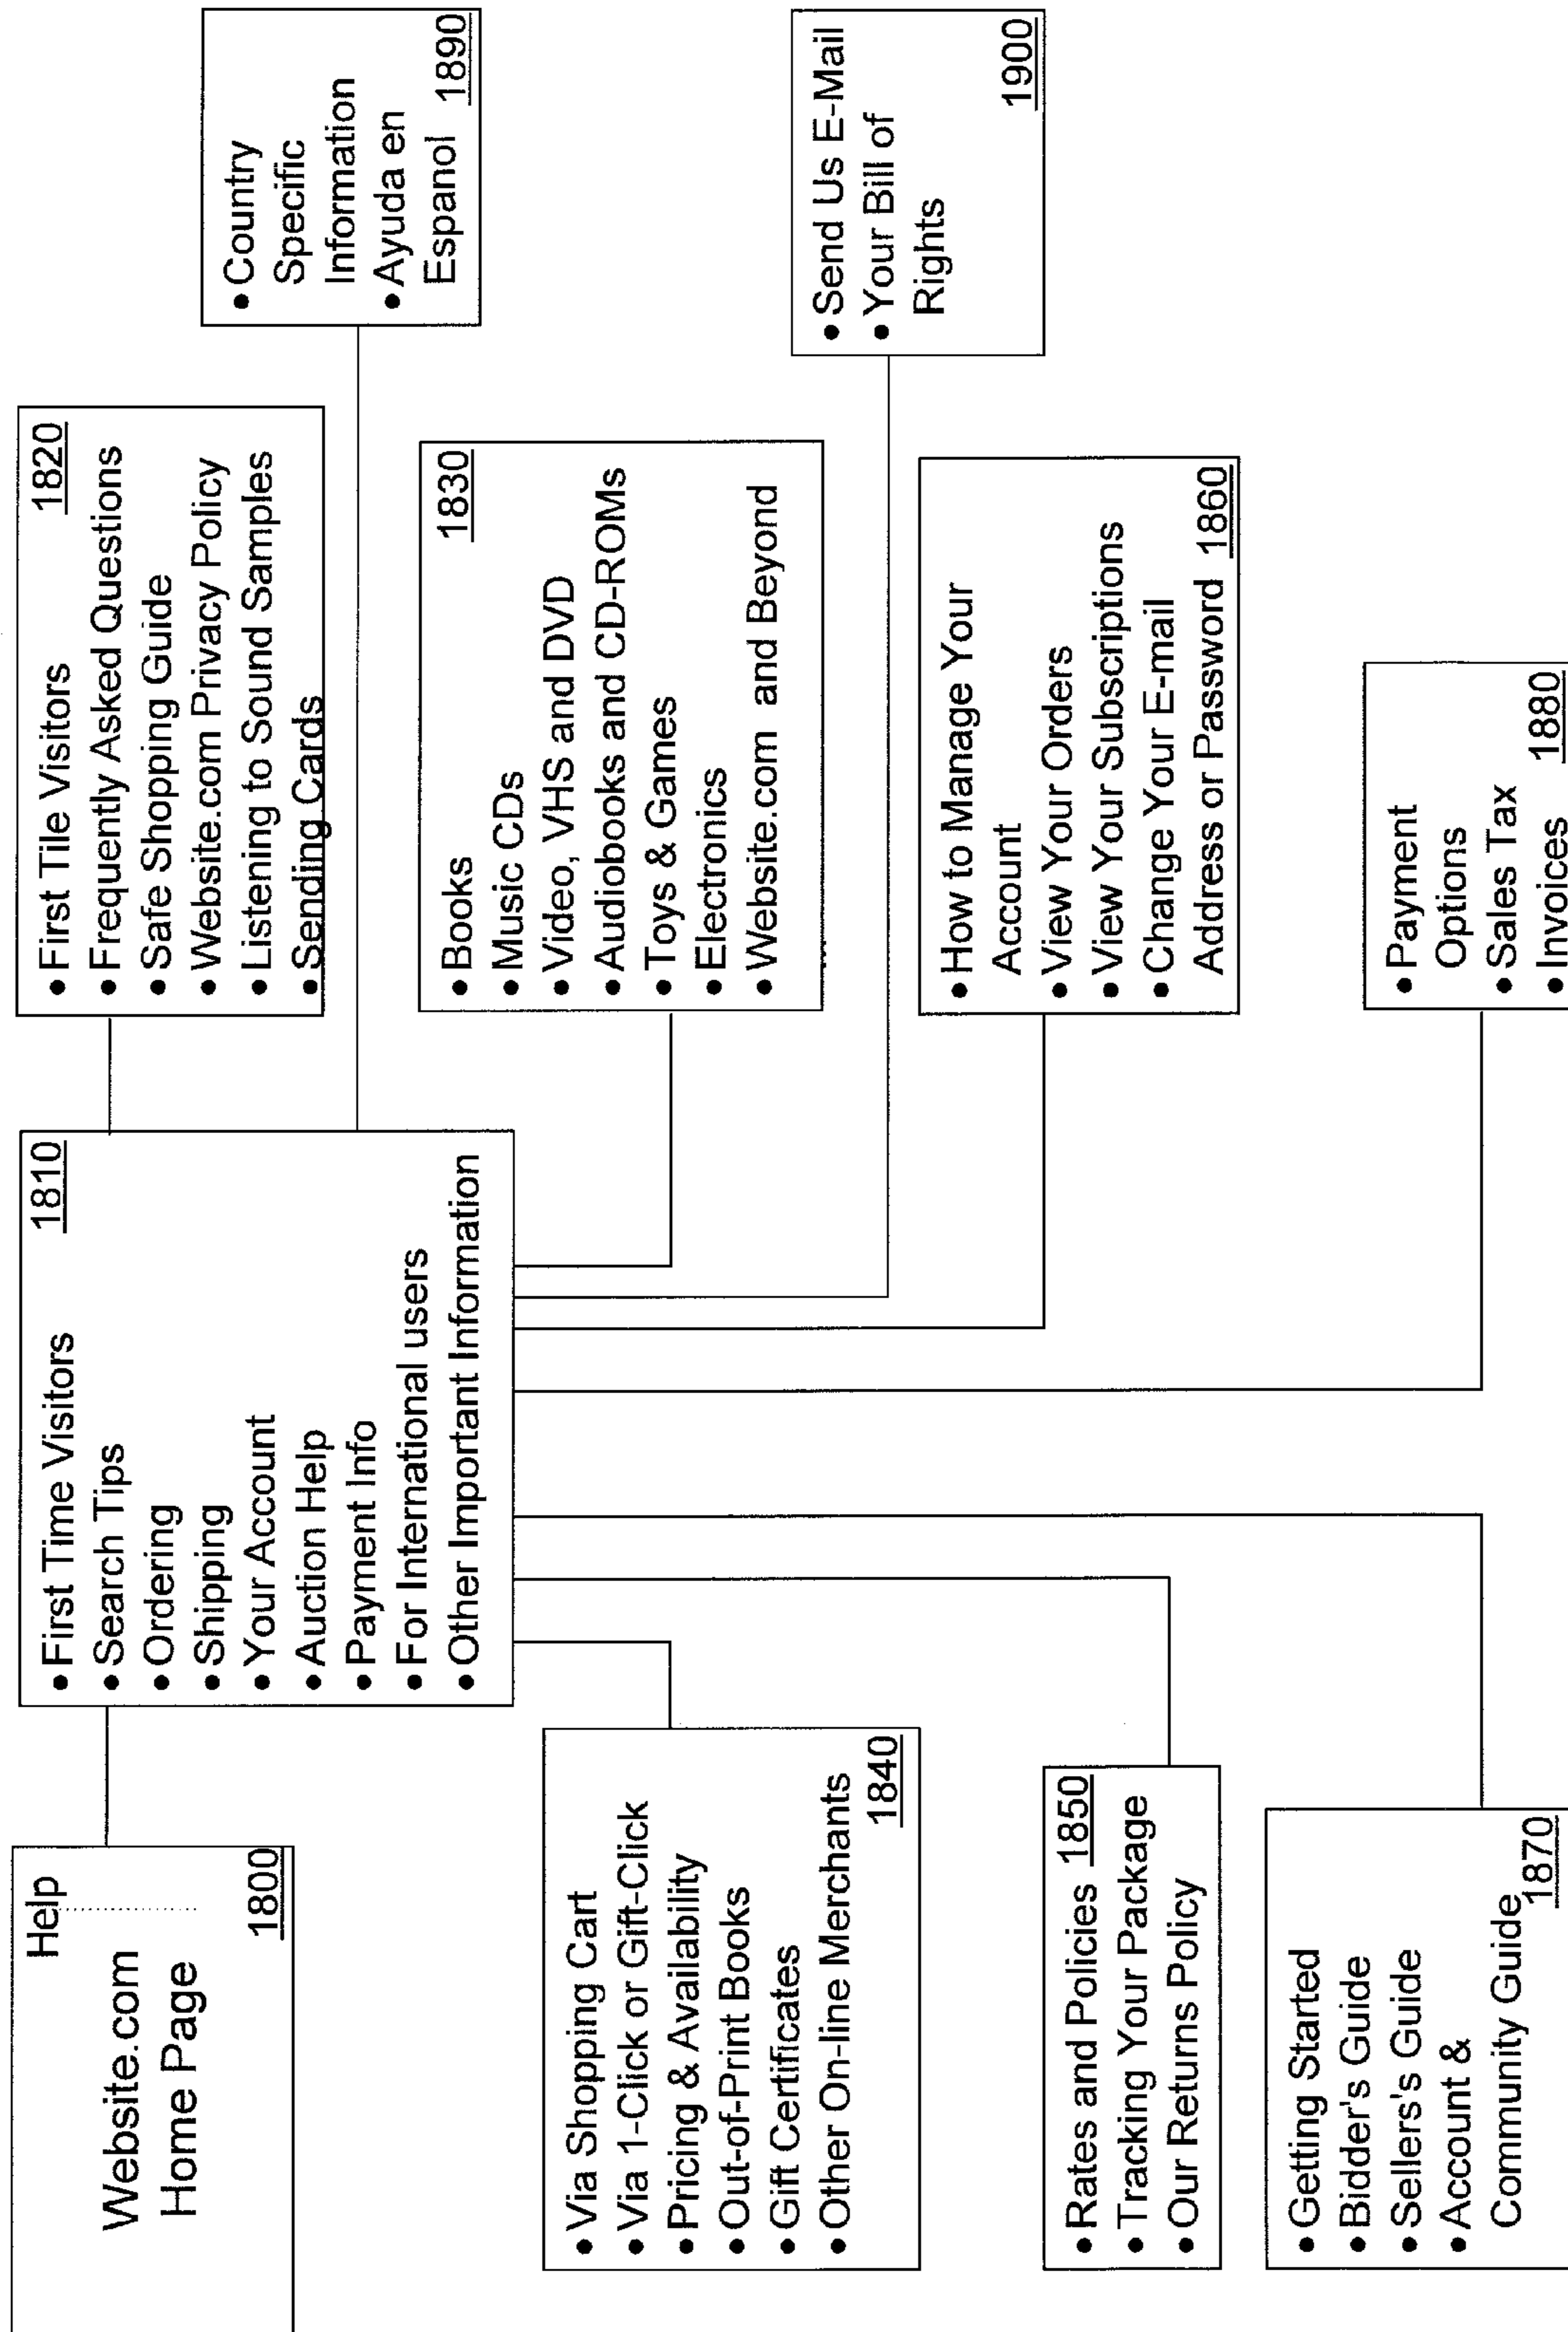 Help
Website.com
Home Page
1800
• First Time Visitors
1810
• Search Tips
• Ordering
• Shipping
• Your Account
• Auction Help
• Payment Info
• For International users
• Other Important Information
• First Tile Visitors
1820
• Frequently Asked Questions
• Safe Shopping Guide
• Website.com Privacy Policy
• Listening to Sound Samples
• Sending Cards
• Country
Specific
Information
• Ayuda en
Espanol 1890
• Books
1830
• Music CDs
• Video, VHS and DVD
• Audiobooks and CD-ROMs
• Toys & Games
• Electronics
• Website.com and Beyond
• Via Shopping Cart
• Via 1-Click or Gift-Click
• Pricing & Availability
• Out-of-Print Books
• Gift Certificates
• Other On-line Merchants
1840
• Send Us E-Mail
• Your Bill of
Rights
1900
• How to Manage Your
Account
• View Your Orders
• View Your Subscriptions
• Change Your E-mail
Address or Password 1860
• Rates and Policies 1850
• Tracking Your Package
• Our Returns Policy
• Getting Started
• Bidder's Guide
• Sellers's Guide
• Account &
Community Guide
1870
• Payment
Options
• Sales Tax
• Invoices
1880